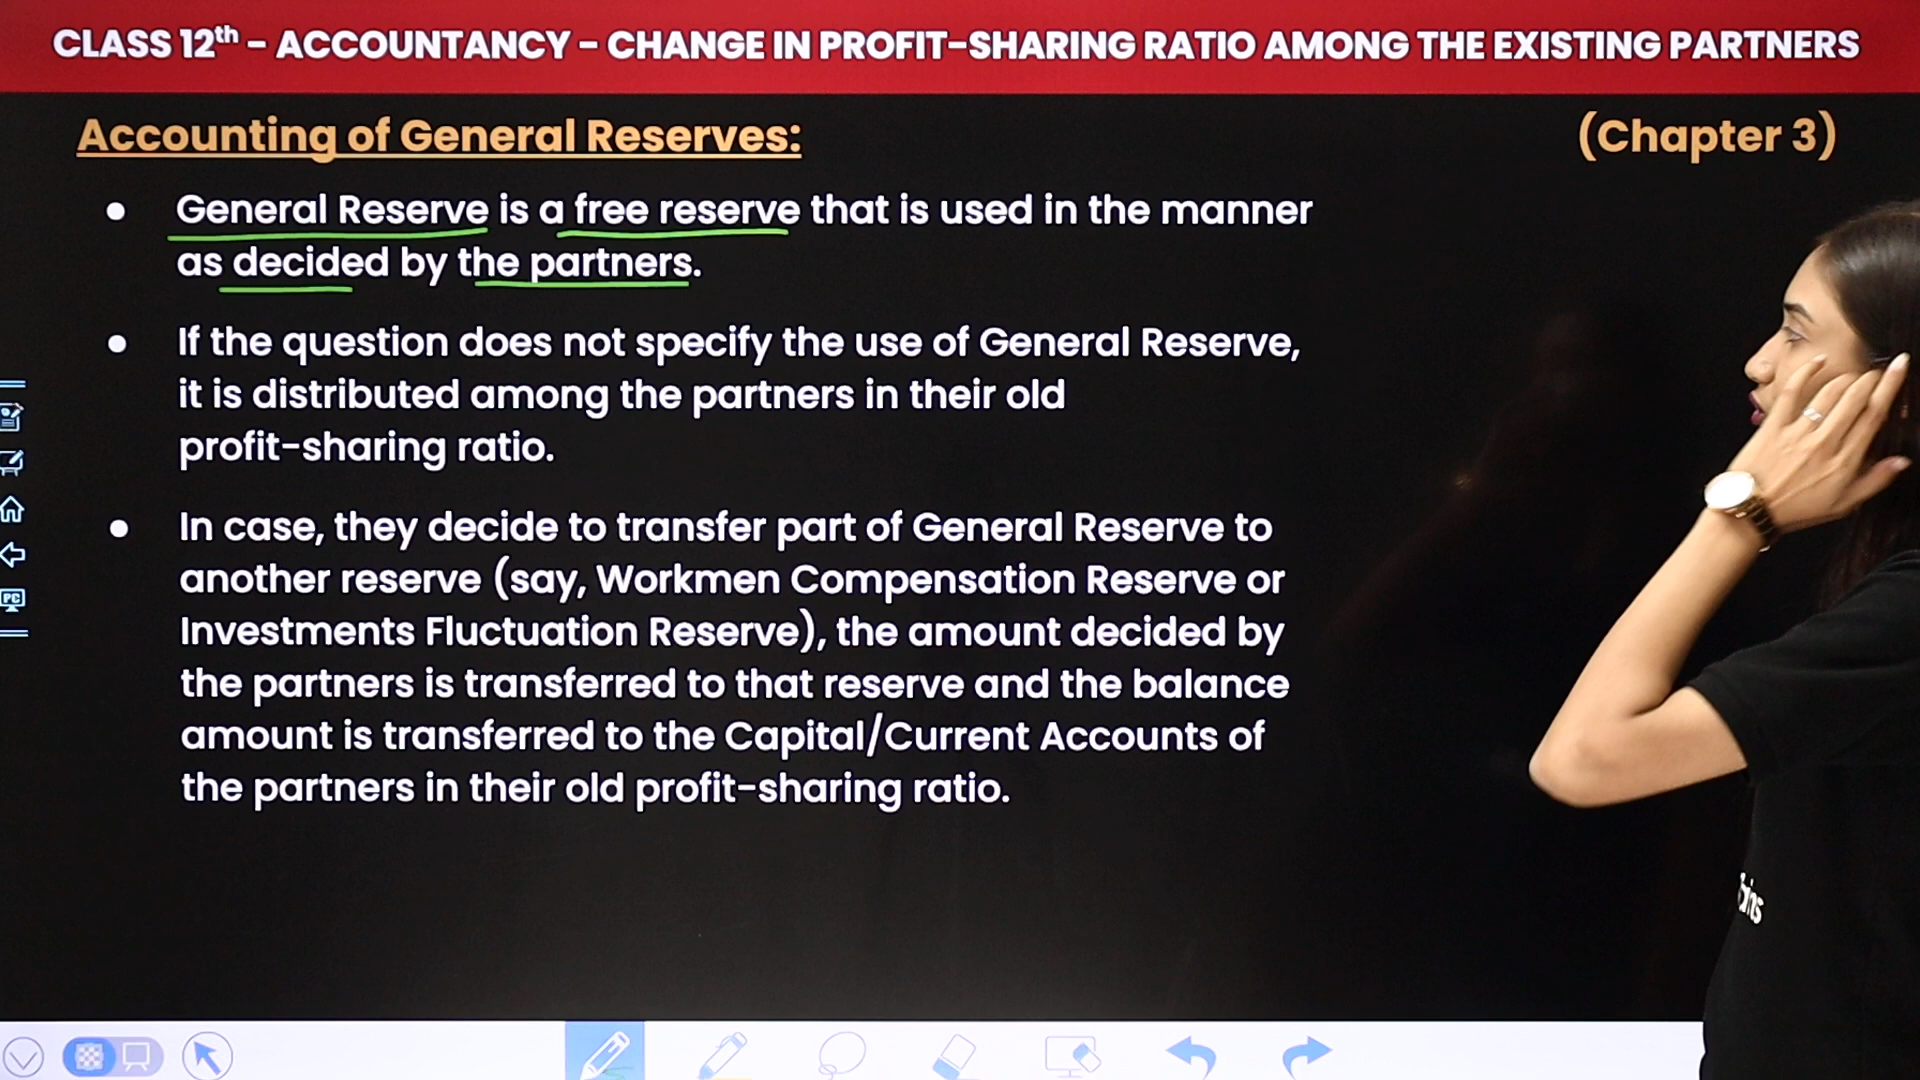 CLASS 12th - ACCOUNTANCY - CHANGE IN PROFIT-SHARING RATIO AMONG THE EXISTING PARTNERS
Accounting of General Reserves:
(Chapter 3)
● General Reserve is a free reserve that is used in the manner
as decided by the partners.
● If the question does not specify the use of General Reserve,
it is distributed among the partners in their old
profit-sharing ratio.
● In case, they decide to transfer part of General Reserve to
another reserve (say, Workmen Compensation Reserve or
Investments Fluctuation Reserve), the amount decided by
the partners is transferred to that reserve and the balance
amount is transferred to the Capital/Current Accounts of
the partners in their old profit-sharing ratio.
PC